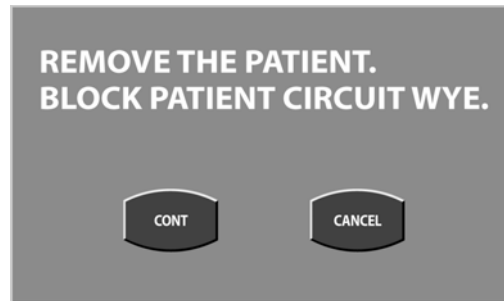 REMOVE THE PATIENT.
BLOCK PATIENT CIRCUIT WYE.
CONT
CANCEL